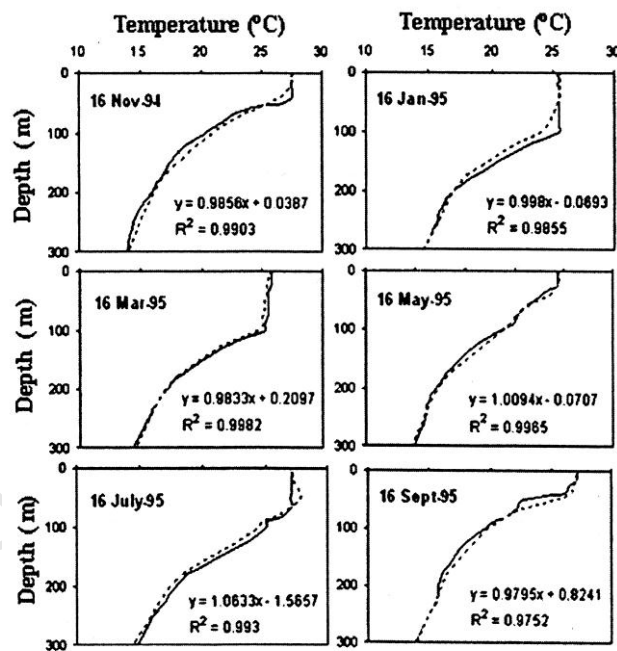 Temperature (°C) Temperature (°C)
10 15 20 25 30 10 15 20 25 30
Depth (m)
0
100
200
300
16 Nov-94
y = 0.9856x + 0.0387
R² = 0.9903
0
100
200
300
16 Jan-95
y = 0.998x - 0.0693
R² = 0.9855
Depth (m)
0
100
200
300
16 Mar-95
y = 0.9833x + 0.2097
R² = 0.9982
0
100
200
300
16 May-95
y = 1.0094x - 0.0707
R² = 0.9965
Depth (m)
0
100
200
300
16 July-95
y = 1.0633x - 1.5657
R² = 0.993
0
100
200
300
16 Sept-95
y = 0.9795x + 0.8241
R² = 0.9752